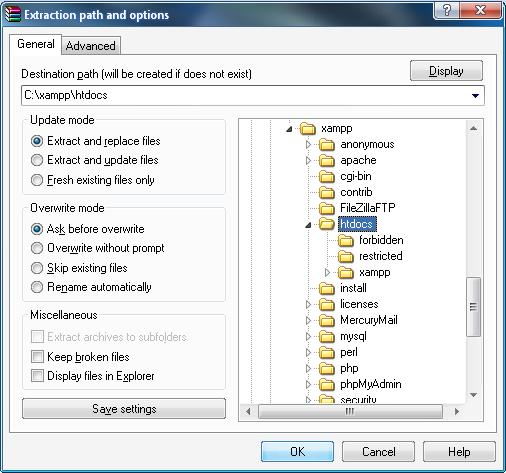 Extraction path and options
General
Advanced
Destination path (will be created if does not exist)
Display
C:\xampp\htdocs
Update mode
Extract and replace files
Extract and update files
Fresh existing files only
Overwrite mode
Ask before overwrite
Overwrite without prompt
Skip existing files
Rename automatically
Miscellaneous
Extract archives to subfolders
Keep broken files
Display files in Explorer
Save settings
xampp
anonymous
apache
cgi-bin
contrib
FileZillaFTP
htdocs
forbidden
restricted
xampp
install
licenses
MercuryMail
mysql
perl
php
phpMyAdmin
security
OK
Cancel
Help